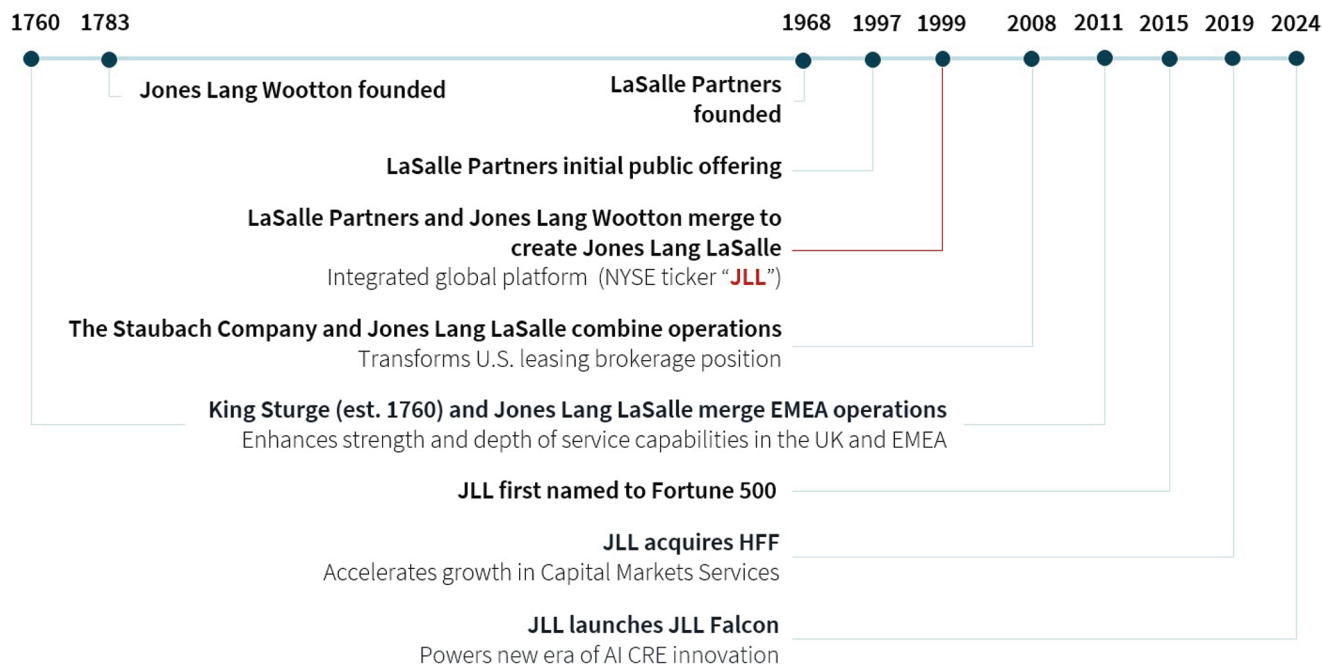 1760 1783 1968 1997 1999 2008 2011 2015 2019 2024
Jones Lang Wootton founded
LaSalle Partners
founded
LaSalle Partners initial public offering
LaSalle Partners and Jones Lang Wootton merge to
create Jones Lang LaSalle
Integrated global platform (NYSE ticker “JLL”)
The Staubach Company and Jones Lang LaSalle combine operations
Transforms U.S. leasing brokerage position
King Sturge (est. 1760) and Jones Lang LaSalle merge EMEA operations
Enhances strength and depth of service capabilities in the UK and EMEA
JLL first named to Fortune 500
JLL acquires HFF
Accelerates growth in Capital Markets Services
JLL launches JLL Falcon
Powers new era of AI CRE innovation